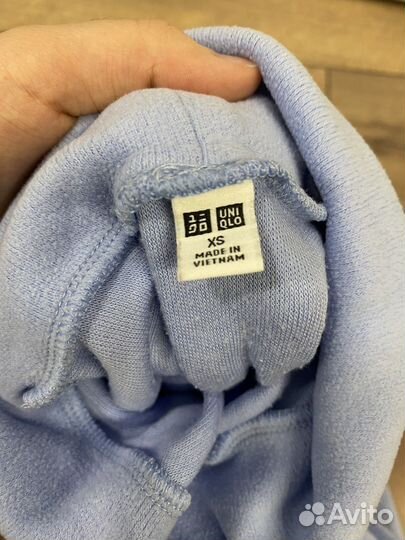 ユニ UNI
クロ QLO
XS
MADE IN
VIETNAM
Avito